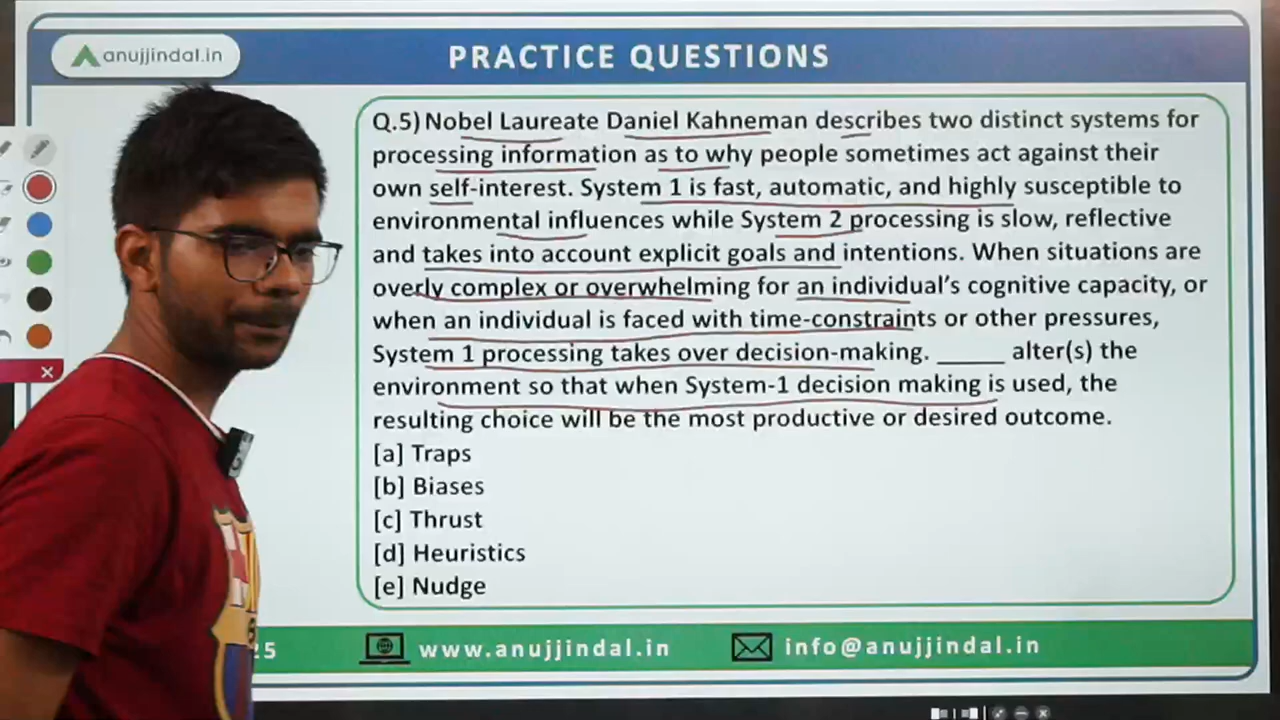 anujjindal.in
PRACTICE QUESTIONS
Q.5) Nobel Laureate Daniel Kahneman describes two distinct systems for
processing information as to why people sometimes act against their
own self-interest. System 1 is fast, automatic, and highly susceptible to
environmental influences while System 2 processing is slow, reflective
and takes into account explicit goals and intentions. When situations are
overly complex or overwhelming for an individual's cognitive capacity, or
when an individual is faced with time-constraints or other pressures,
System 1 processing takes over decision-making. _____ alter(s) the
environment so that when System-1 decision making is used, the
resulting choice will be the most productive or desired outcome.
[a] Traps
[b] Biases
[c] Thrust
[d] Heuristics
[e] Nudge
25
www.anujjindal.in
info@anujjindal.in